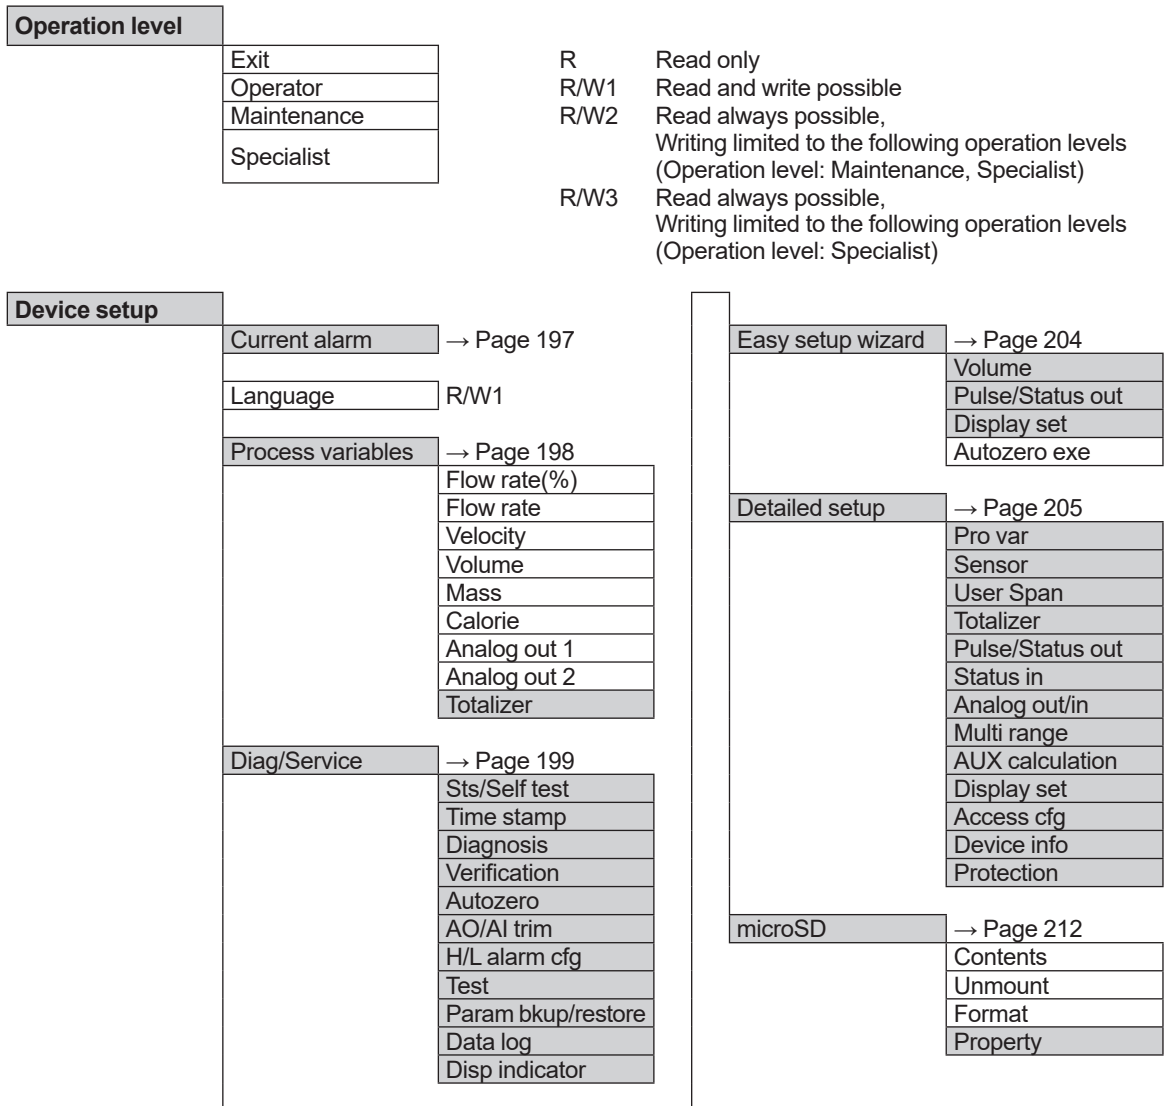 Operation level
Exit
Operator
Maintenance
Specialist
R Read only
R/W1 Read and write possible
R/W2 Read always possible,
Writing limited to the following operation levels
(Operation level: Maintenance, Specialist)
R/W3 Read always possible,
Writing limited to the following operation levels
(Operation level: Specialist)
Device setup
Current alarm → Page 197
Language R/W1
Process variables → Page 198
Flow rate(%)
Flow rate
Velocity
Volume
Mass
Calorie
Analog out 1
Analog out 2
Totalizer
Diag/Service → Page 199
Sts/Self test
Time stamp
Diagnosis
Verification
Autozero
AO/AI trim
H/L alarm cfg
Test
Param bkup/restore
Data log
Disp indicator
Easy setup wizard → Page 204
Volume
Pulse/Status out
Display set
Autozero exe
Detailed setup → Page 205
Pro var
Sensor
User Span
Totalizer
Pulse/Status out
Status in
Analog out/in
Multi range
AUX calculation
Display set
Access cfg
Device info
Protection
microSD → Page 212
Contents
Unmount
Format
Property